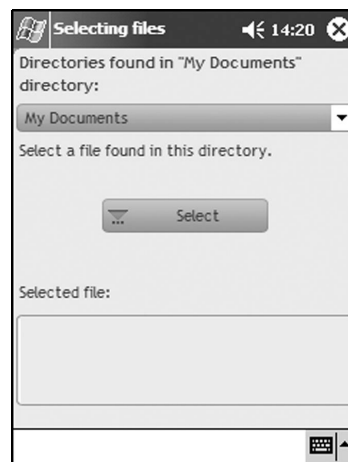 Selecting files 14:20
Directories found in "My Documents"
directory:
My Documents
Select a file found in this directory.
Select
Selected file: